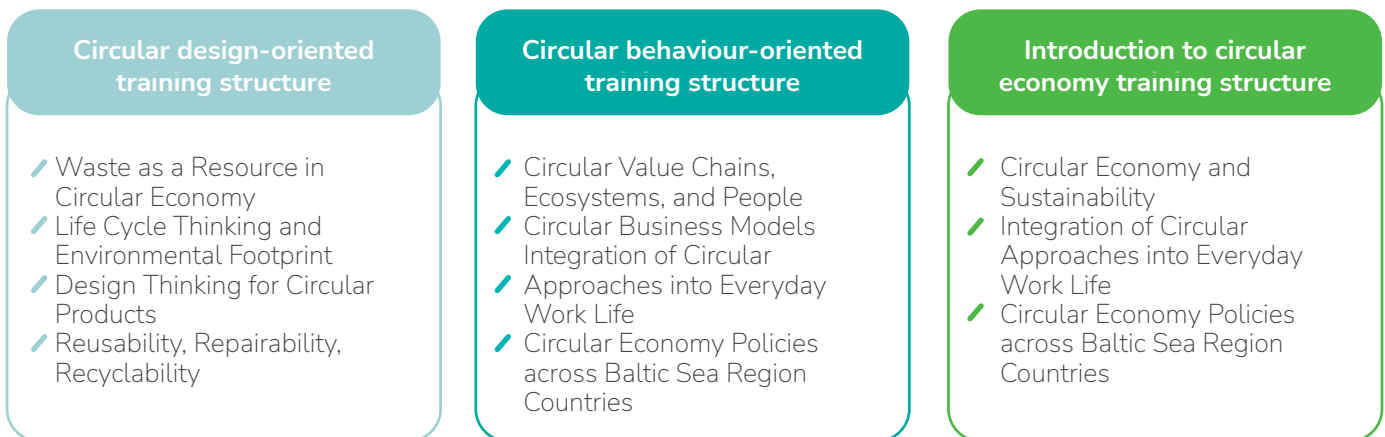 Circular design-oriented
training structure
Waste as a Resource in
Circular Economy
Life Cycle Thinking and
Environmental Footprint
Design Thinking for Circular
Products
Reusability, Repairability,
Recyclability
Circular behaviour-oriented
training structure
Circular Value Chains,
Ecosystems, and People
Circular Business Models
Integration of Circular
Approaches into Everyday
Work Life
Circular Economy Policies
across Baltic Sea Region
Countries
Introduction to circular
economy training structure
Circular Economy and
Sustainability
Integration of Circular
Approaches into Everyday
Work Life
Circular Economy Policies
across Baltic Sea Region
Countries